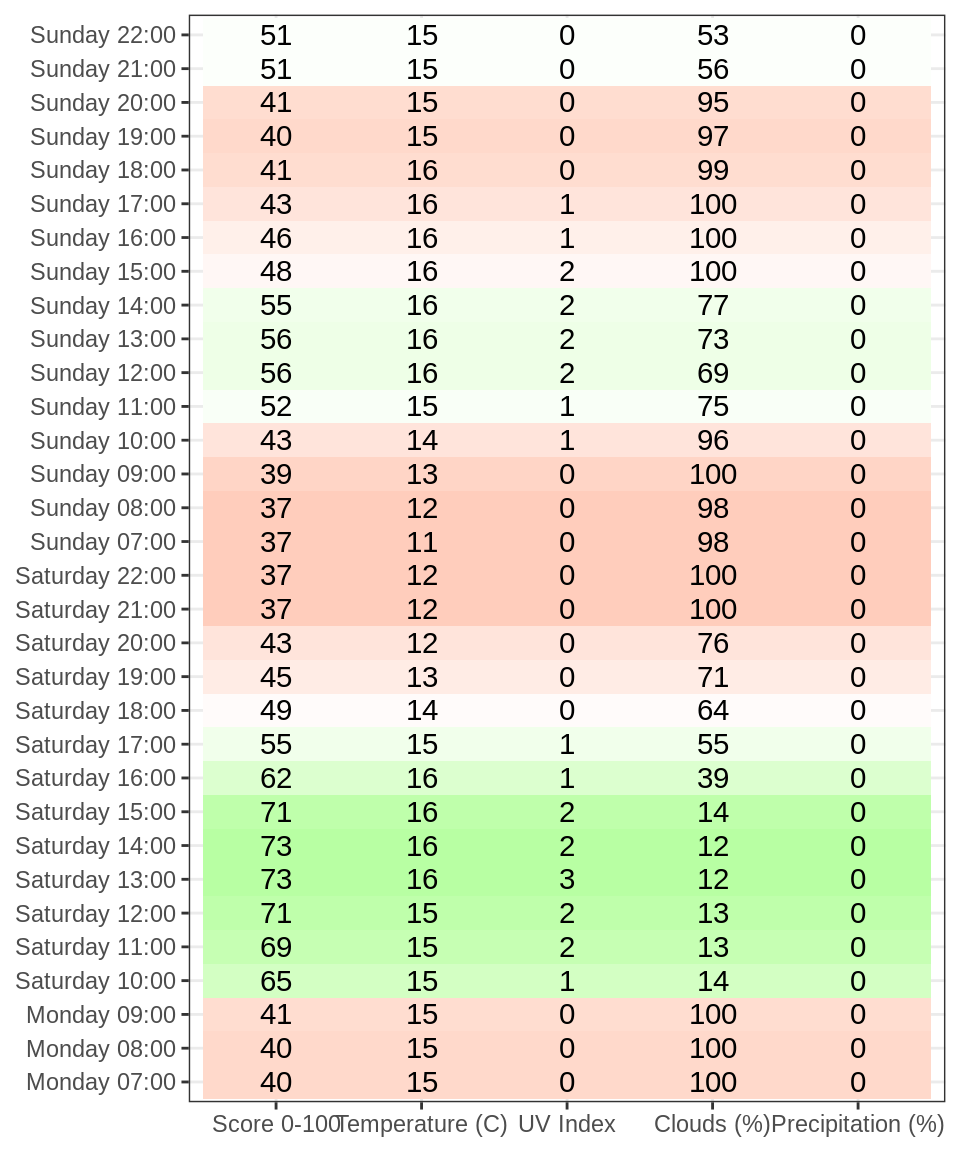 Sunday 22:00 51 15 0 53 0
Sunday 21:00 51 15 0 56 0
Sunday 20:00 41 15 0 95 0
Sunday 19:00 40 15 0 97 0
Sunday 18:00 41 16 0 99 0
Sunday 17:00 43 16 1 100 0
Sunday 16:00 46 16 1 100 0
Sunday 15:00 48 16 2 100 0
Sunday 14:00 55 16 2 77 0
Sunday 13:00 56 16 2 73 0
Sunday 12:00 56 16 2 69 0
Sunday 11:00 52 15 1 75 0
Sunday 10:00 43 14 1 96 0
Sunday 09:00 39 13 0 100 0
Sunday 08:00 37 12 0 98 0
Sunday 07:00 37 11 0 98 0
Saturday 22:00 37 12 0 100 0
Saturday 21:00 37 12 0 100 0
Saturday 20:00 43 12 0 76 0
Saturday 19:00 45 13 0 71 0
Saturday 18:00 49 14 0 64 0
Saturday 17:00 55 15 1 55 0
Saturday 16:00 62 16 1 39 0
Saturday 15:00 71 16 2 14 0
Saturday 14:00 73 16 2 12 0
Saturday 13:00 73 16 3 12 0
Saturday 12:00 71 15 2 13 0
Saturday 11:00 69 15 2 13 0
Saturday 10:00 65 15 1 14 0
Monday 09:00 41 15 0 100 0
Monday 08:00 40 15 0 100 0
Monday 07:00 40 15 0 100 0
Score 0-100 Temperature (C) UV Index Clouds (%) Precipitation (%)